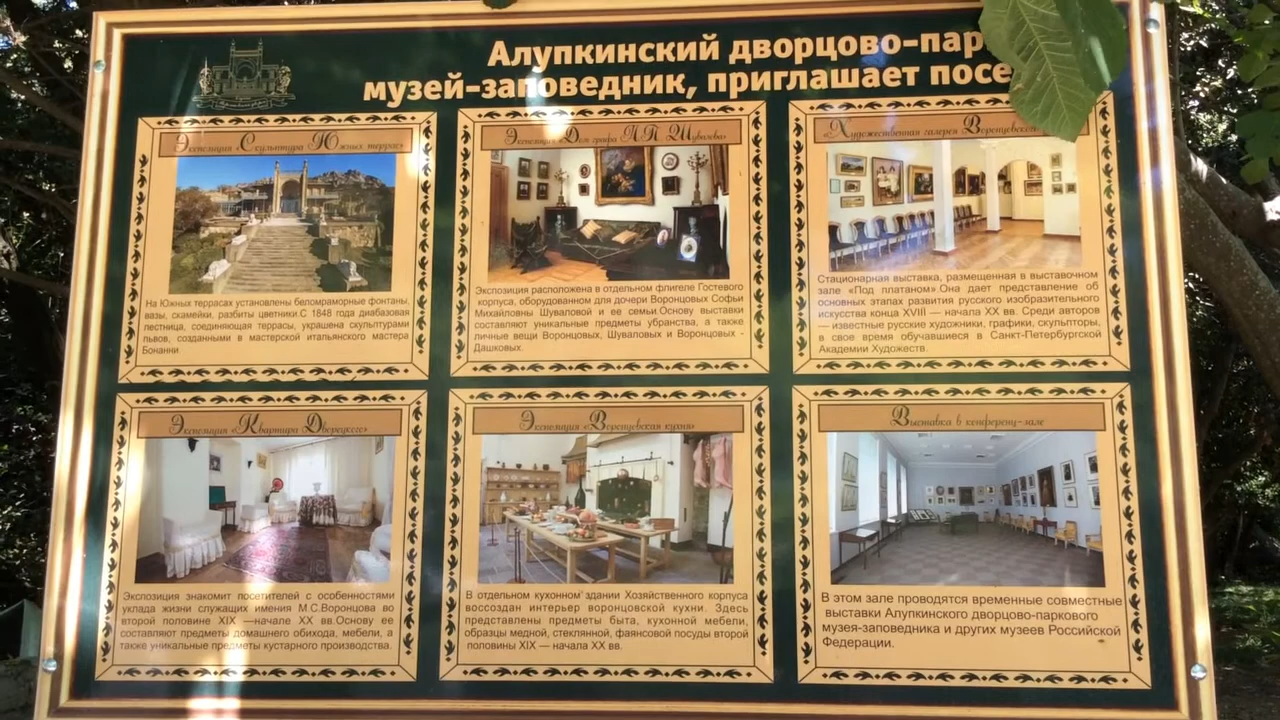 Алупкинский дворцово-пар
музей-заповедник, приглашает посе
Экспозиция «Скульптура Южных террас»
На Южных террасах установлены беломраморные фонтаны,
вазы, скамейки, разбиты цветники.С 1848 года диабазовая
лестница, соединяющая террасы, украшена скульптурами
львов, созданными в мастерской итальянского мастера
Бонанни.
Экспозиция «Дом графа П.П. Шувалова»
Экспозиция расположена в отдельном флигеле Гостевого
корпуса, оборудованном для дочери Воронцовых Софьи
Михайловны Шуваловой и ее семьи.Основу выставки
составляют уникальные предметы убранства, а также
личные вещи Воронцовых, Шуваловых и Воронцовых -
Дашковых.
«Художественная галерея Воронцовского
Стационарная выставка, размещенная в выставочном
зале «Под платаном».Она дает представление об
основных этапах развития русского изобразительного
искусства конца XVIII — начала XX вв. Среди авторов
— известные русские художники, графики, скульпторы,
в свое время обучавшиеся в Санкт-Петербургской
Академии Художеств.
Экспозиция «Квартира Дворецкого»
Экспозиция знакомит посетителей с особенностями
уклада жизни служащих имения М.С.Воронцова во
второй половине XIX —начале XX вв.Основу ее
составляют предметы домашнего обихода, мебели, а
также уникальные предметы кустарного производства.
Экспозиция «Воронцовская кухня»
В отдельном кухонном здании Хозяйственного корпуса
воссоздан интерьер воронцовской кухни. Здесь
представлены предметы быта, кухонной мебели,
образцы медной, стеклянной, фаянсовой посуды второй
половины XIX — начала XX вв.
Выставка в конференц-зале
В этом зале проводятся временные совместные
выставки Алупкинского дворцово-паркового
музея-заповедника и других музеев Российской
Федерации.